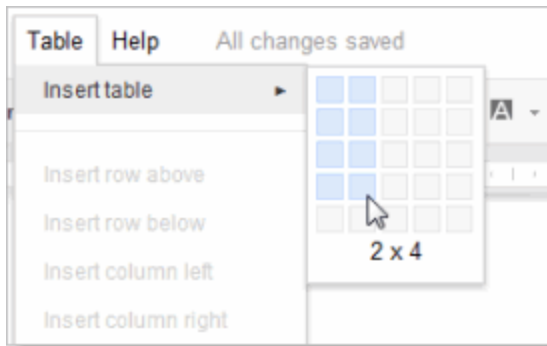 Table Help All changes saved
Insert table
A
Insert row above
Insert row below
2 x 4
Insert column left
Insert column right